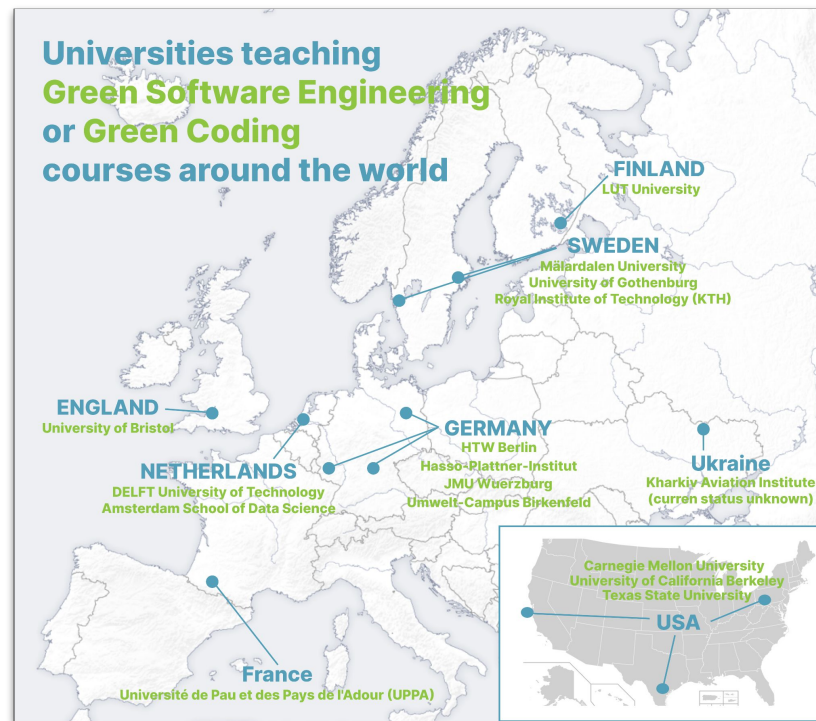 Universities teaching
Green Software Engineering
or Green Coding
courses around the world
FINLAND
LUT University
SWEDEN
Mälardalen University
University of Gothenburg
Royal Institute of Technology (KTH)
ENGLAND
University of Bristol
NETHERLANDS
DELFT University of Technology
Amsterdam School of Data Science
GERMANY
HTW Berlin
Hasso-Plattner-Institut
JMU Wuerzburg
Umwelt-Campus Birkenfeld
Ukraine
Kharkiv Aviation Institute
(curren status unknown)
Carnegie Mellon University
University of California Berkeley
Texas State University
USA
France
Université de Pau et des Pays de l'Adour (UPPA)